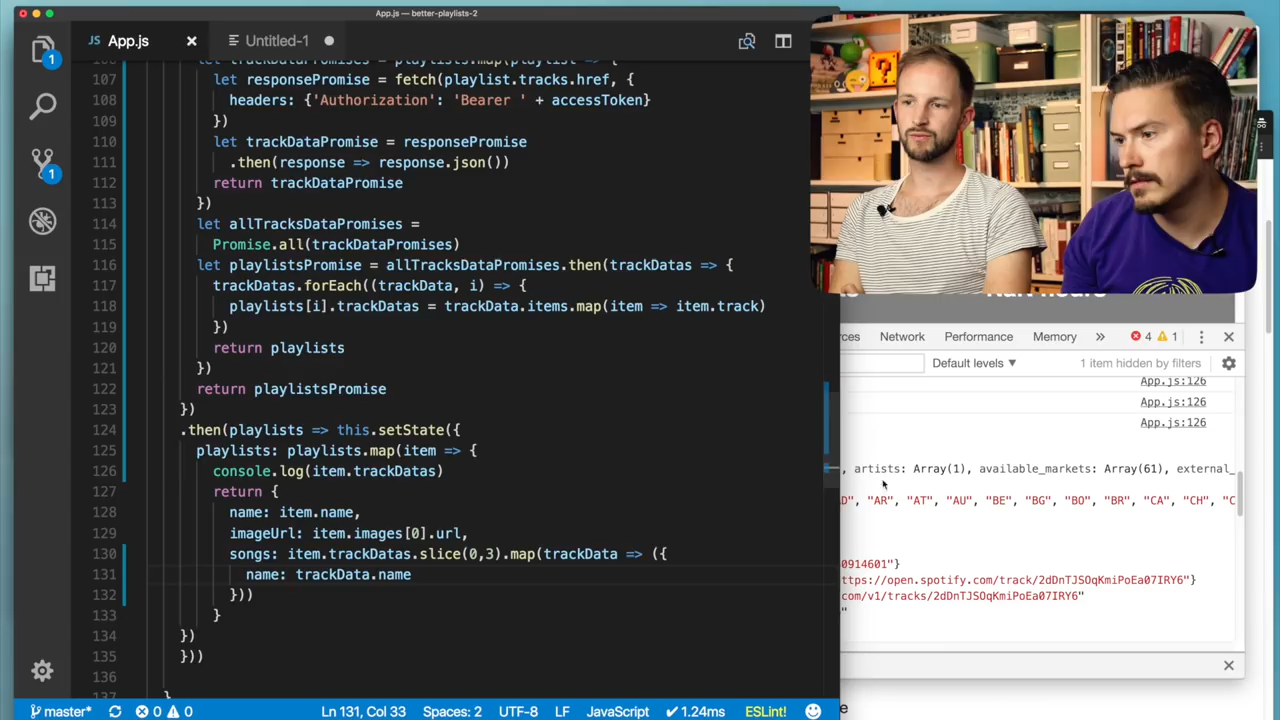 App.js — better-playlists-2
JS App.js
Untitled-1
107 let responsePromise = fetch(playlist.tracks.href, {
108 headers: {'Authorization': 'Bearer ' + accessToken}
109 })
110 let trackDataPromise = responsePromise
111 .then(response => response.json())
112 return trackDataPromise
113 })
114 let allTracksDataPromises =
115 Promise.all(trackDataPromises)
116 let playlistsPromise = allTracksDataPromises.then(trackDatas => {
117 trackDatas.forEach((trackData, i) => {
118 playlists[i].trackDatas = trackData.items.map(item => item.track)
119 })
120 return playlists
121 })
122 return playlistsPromise
123 })
124 .then(playlists => this.setState({
125 playlists: playlists.map(item => {
126 console.log(item.trackDatas)
127 return {
128 name: item.name,
129 imageUrl: item.images[0].url,
130 songs: item.trackDatas.slice(0,3).map(trackData => ({
131 name: trackData.name
132 }))
133 }
134 })
135 }))
136
137 }
1
1
master* 0 0 Ln 131, Col 33 Spaces: 2 UTF-8 LF JavaScript ✔ 1.24ms ESLint!
Network Performance Memory » 4 1
Default levels ▼ 1 item hidden by filters
App.js:126
App.js:126
App.js:126
, artists: Array(1), available_markets: Array(61), external_
"AR", "AT", "AU", "BE", "BG", "BO", "BR", "CA", "CH",
0914601"}
ttps://open.spotify.com/track/2dDnTJSOqKmiPoEa07IRY6"}
com/v1/tracks/2dDnTJSOqKmiPoEa07IRY6"
"